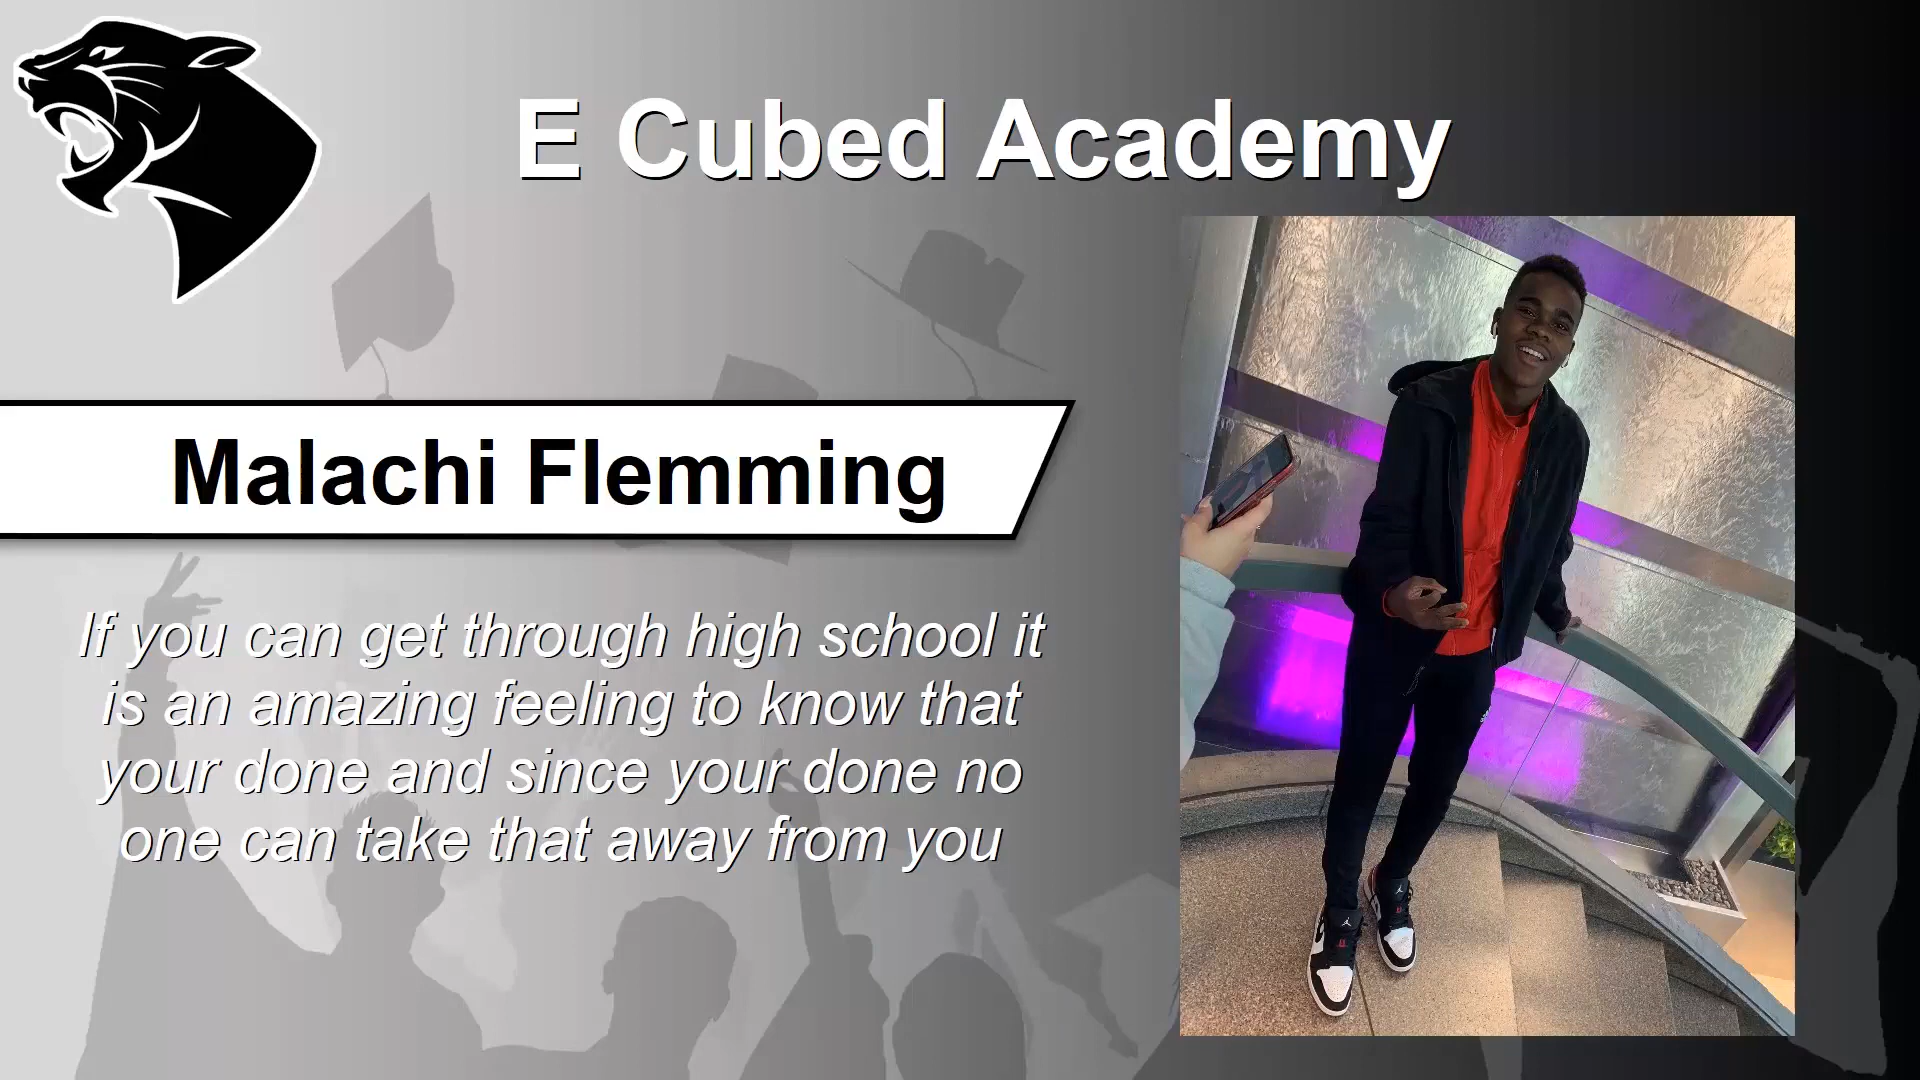 E Cubed Academy
Malachi Flemming
If you can get through high school it
is an amazing feeling to know that
your done and since your done no
one can take that away from you